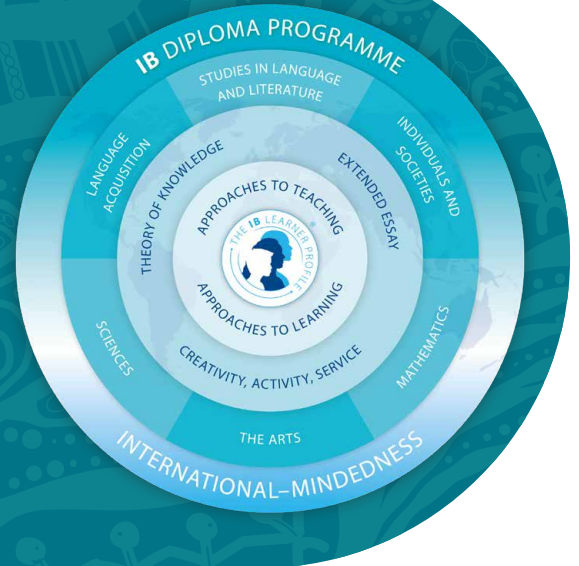 IB DIPLOMA PROGRAMME
STUDIES IN LANGUAGE
AND LITERATURE
LANGUAGE
ACQUISITION
INDIVIDUALS AND
SOCIETIES
THEORY OF KNOWLEDGE
EXTENDED ESSAY
APPROACHES TO TEACHING
THE IB LEARNER PROFILE
®
APPROACHES TO LEARNING
CREATIVITY, ACTIVITY, SERVICE
SCIENCES
MATHEMATICS
THE ARTS
INTERNATIONAL–MINDEDNESS